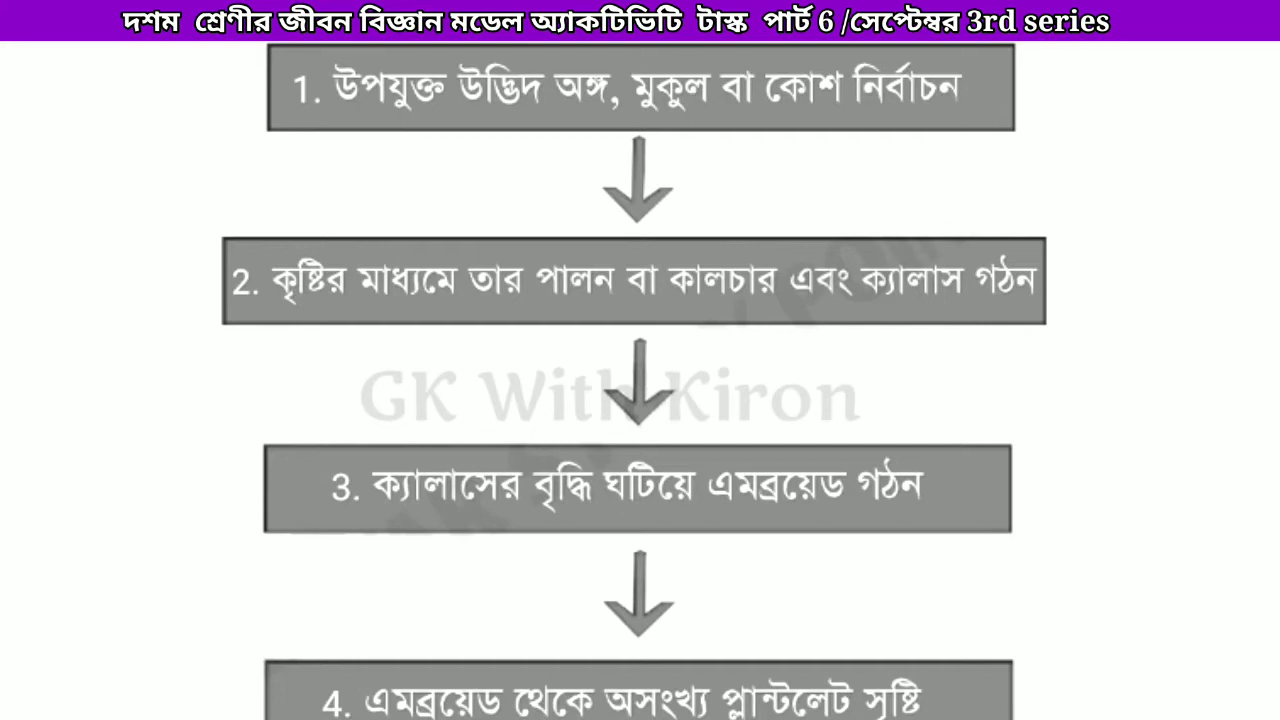 দশম শ্রেণীর জীবন বিজ্ঞান মডেল অ্যাকটিভিটি টাস্ক পার্ট 6 /সেপ্টেম্বর 3rd series
1. উপযুক্ত উদ্ভিদ অঙ্গ, মুকুল বা কোশ নির্বাচন
2. কৃষ্টির মাধ্যমে তার পালন বা কালচার এবং ক্যালাস গঠন
GK With Kiron
3. ক্যালাসের বৃদ্ধি ঘটিয়ে এমব্রয়েড গঠন
4. এমব্রয়েড থেকে অসংখ্য প্লান্টলেট সৃষ্টি